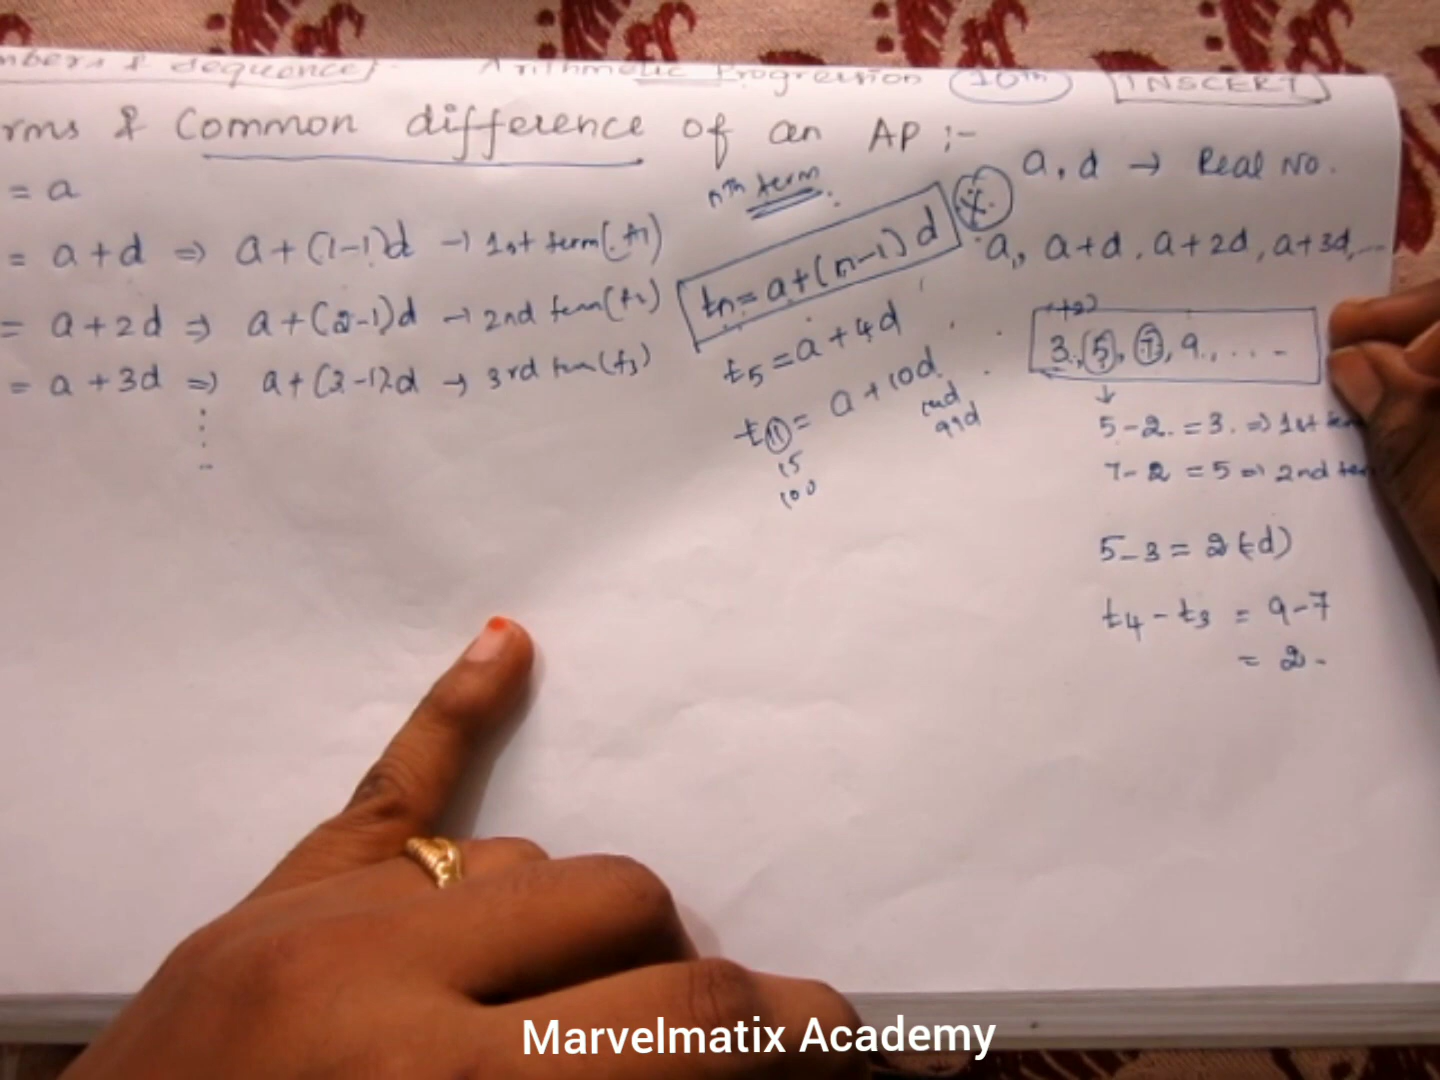 mbers & Sequences - Arithmetic Progression 10th TNSCERT
rms & Common difference of an AP :-
= a
= a+d ⇒ a+(1-1)d → 1st term (t1)
= a+2d ⇒ a+(2-1)d → 2nd term (t2)
= a+3d ⇒ a+(3-1)d → 3rd term (t3)
nth term
tn = a+(n-1)d
t5 = a+4d
t11 = a+10d
15
100
99d
a, d → Real No.
a, a+d, a+2d, a+3d, ...
(+2)
3, 5, 7, 9, ....
5-2 = 3 ⇒ 1st
7-2 = 5 ⇒ 2nd
5-3 = 2 (=d)
t4 - t3 = 9-7
= 2.
Marvelmatix Academy